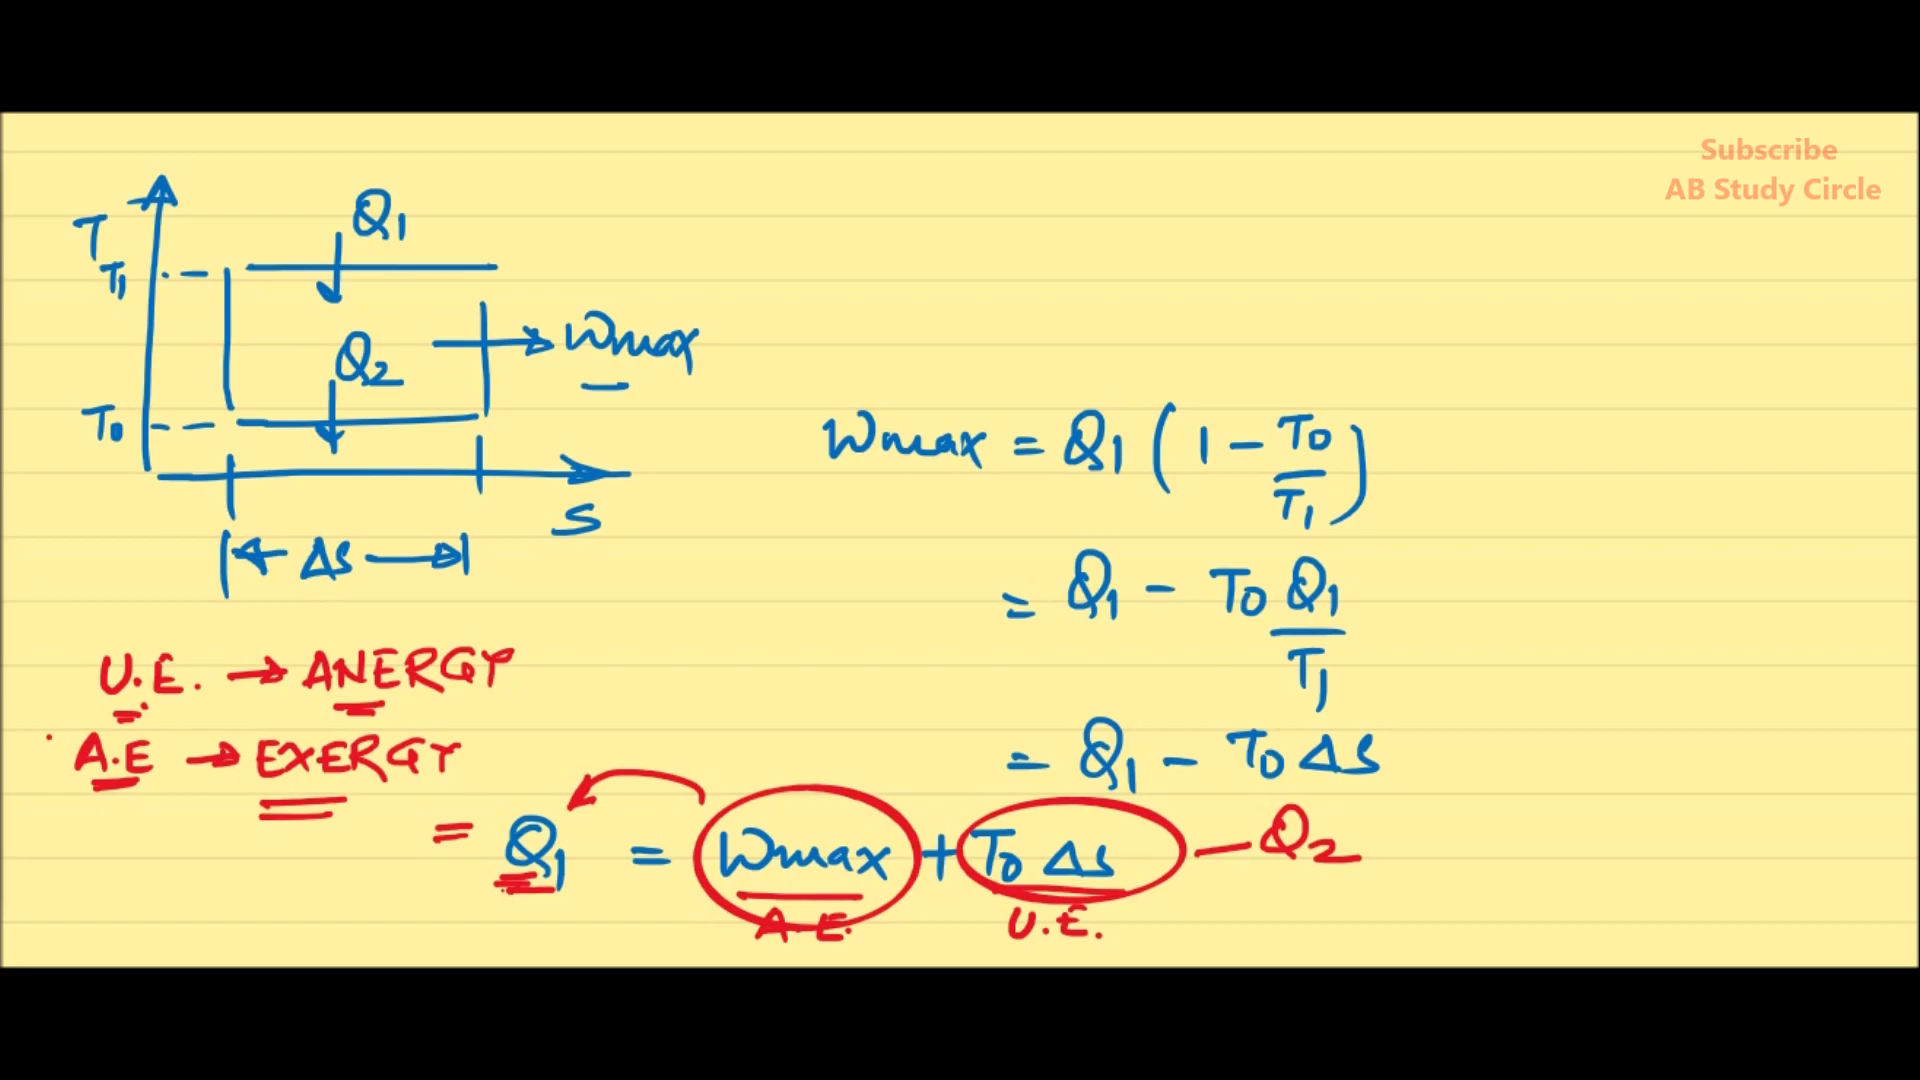 Subscribe
AB Study Circle
T
Q1
T1
Q2
Wmax
T0
S
Δs
Wmax = Q1 (1 - T0/T1)
= Q1 - T0 Q1/T1
= Q1 - T0 Δs
U.E. → ANERGY
A.E → EXERGY
= Q1 = Wmax + T0 Δs - Q2
A.E. U.E.